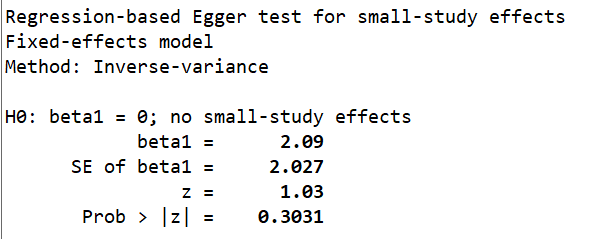 Regression-based Egger test for small-study effects
Fixed-effects model
Method: Inverse-variance
H0: beta1 = 0; no small-study effects
beta1 = 2.09
SE of beta1 = 2.027
z = 1.03
Prob > |z| = 0.3031